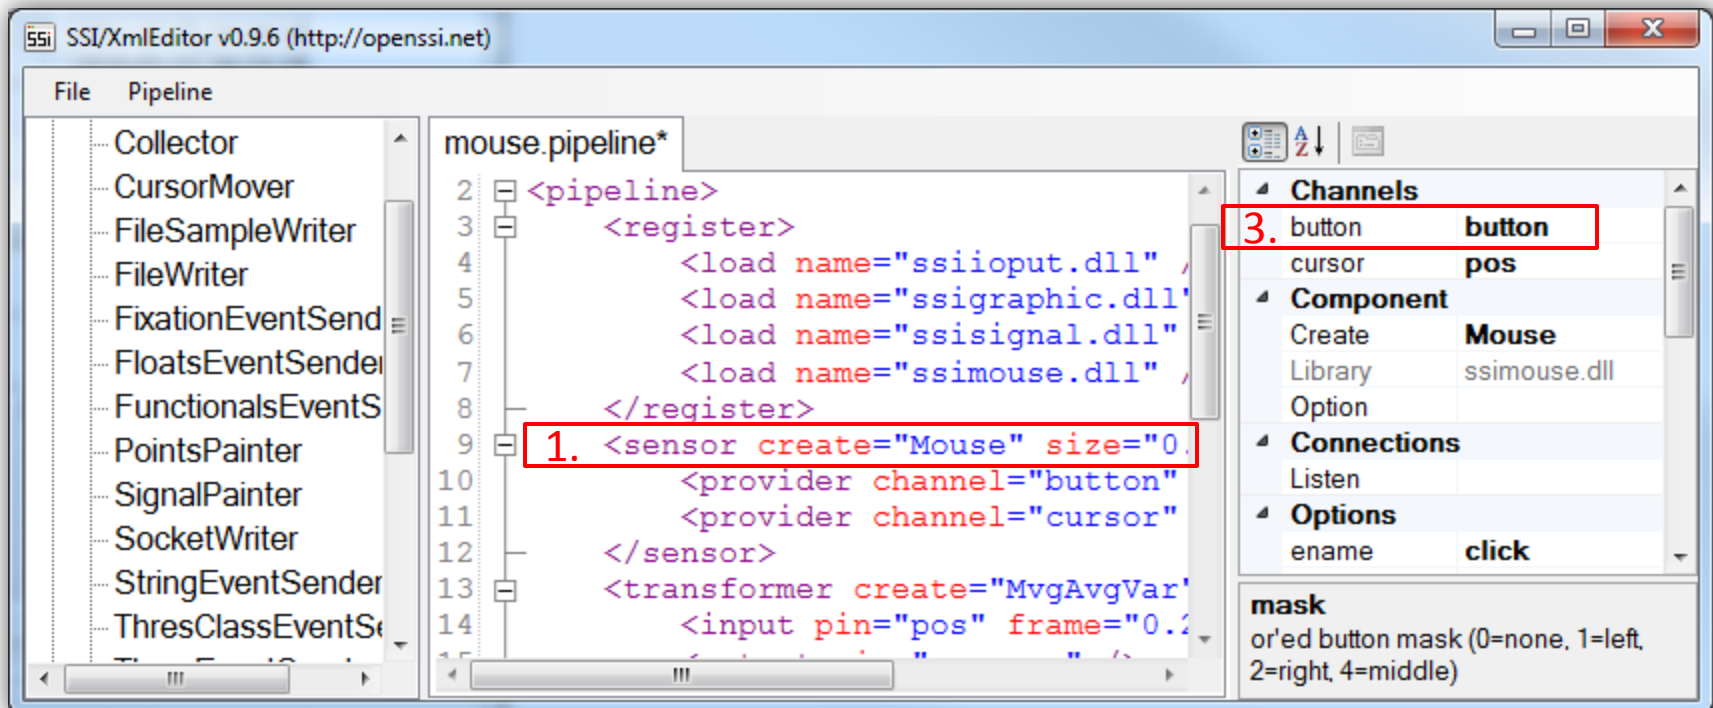 ssi SSI/XmlEditor v0.9.6 (http://openssi.net)
File Pipeline
Collector
CursorMover
FileSampleWriter
FileWriter
FixationEventSend
FloatsEventSender
FunctionalsEventS
PointsPainter
SignalPainter
SocketWriter
StringEventSender
ThresClassEventSe
mouse.pipeline*
2 <pipeline>
3 <register>
4 <load name="ssiioput.dll" /
5 <load name="ssigraphic.dll"
6 <load name="ssisignal.dll"
7 <load name="ssimouse.dll" /
8 </register>
9 1. <sensor create="Mouse" size="0.
10 <provider channel="button"
11 <provider channel="cursor"
12 </sensor>
13 <transformer create="MvgAvgVar"
14 <input pin="pos" frame="0.2
Channels
3. button button
cursor pos
Component
Create Mouse
Library ssimouse.dll
Option
Connections
Listen
Options
ename click
mask
or'ed button mask (0=none, 1=left,
2=right, 4=middle)